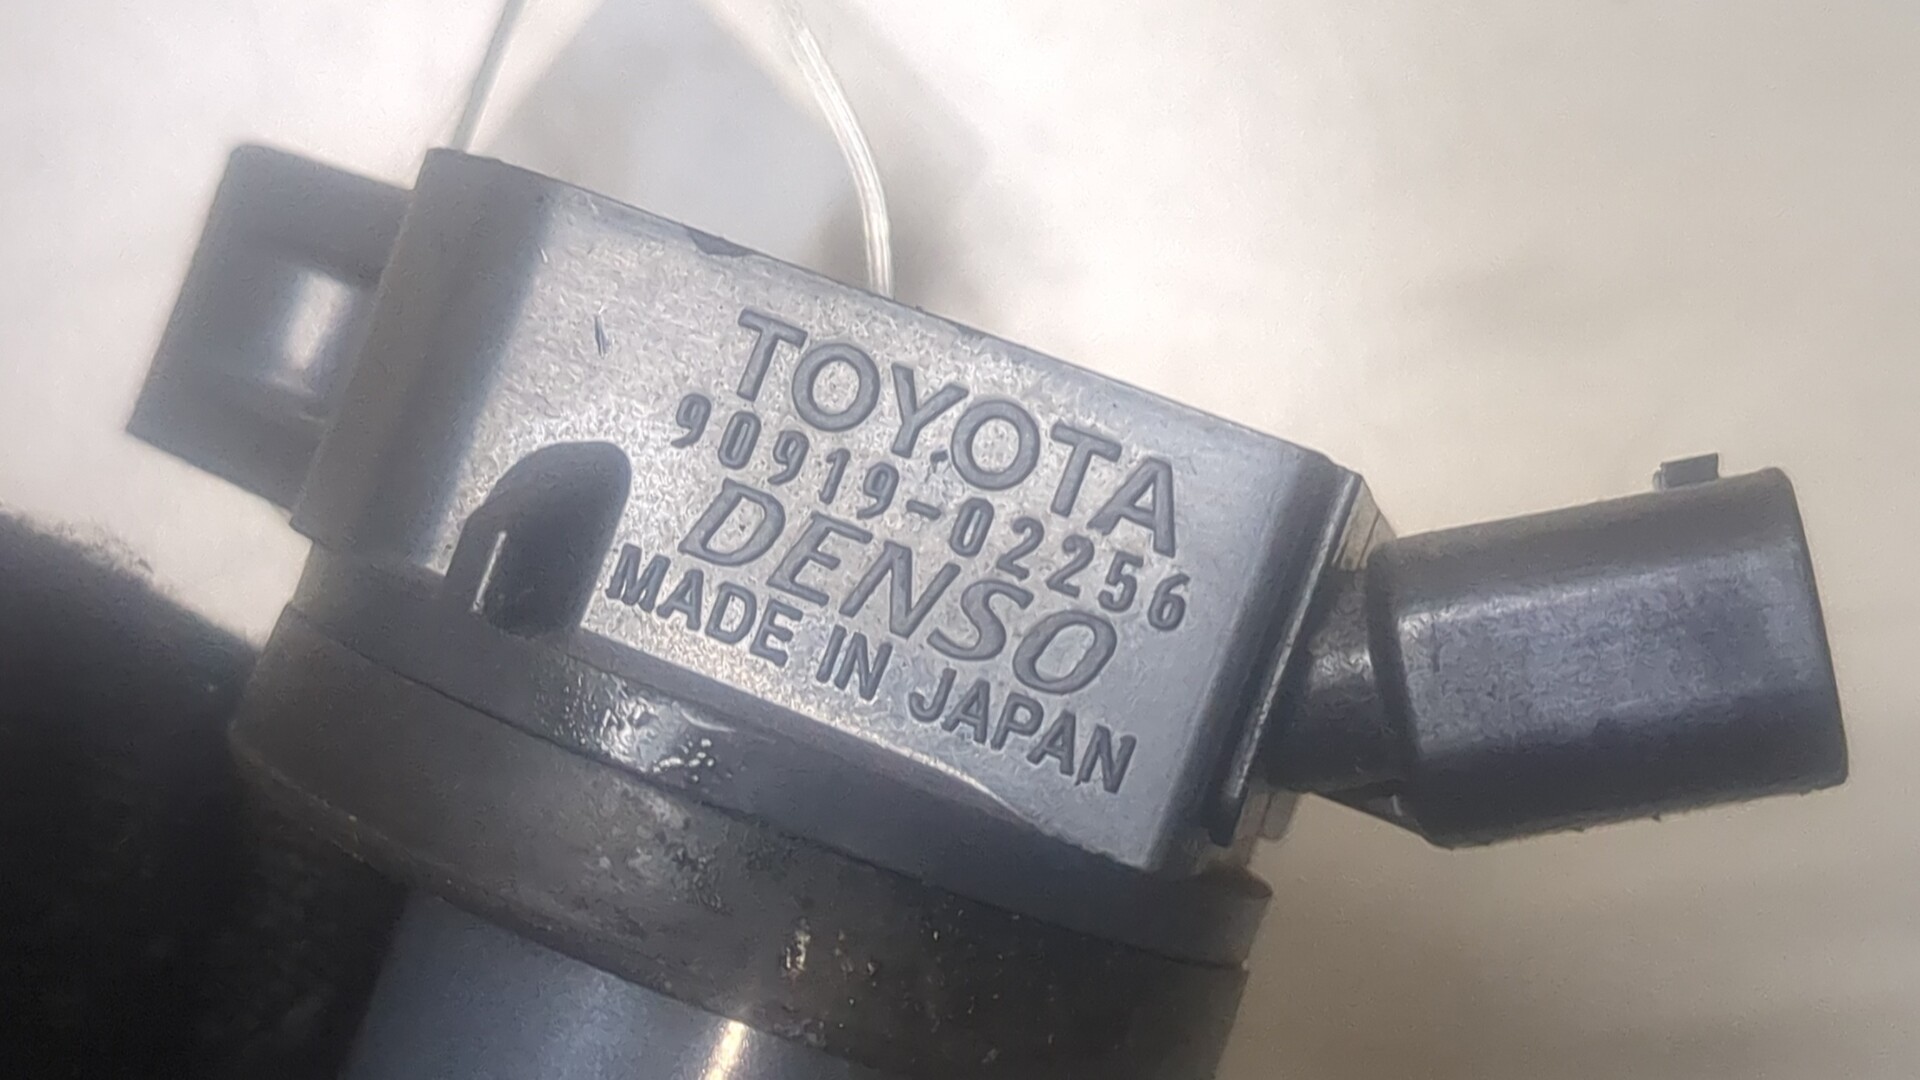 TOYOTA
90919-02256
DENSO
MADE IN JAPAN